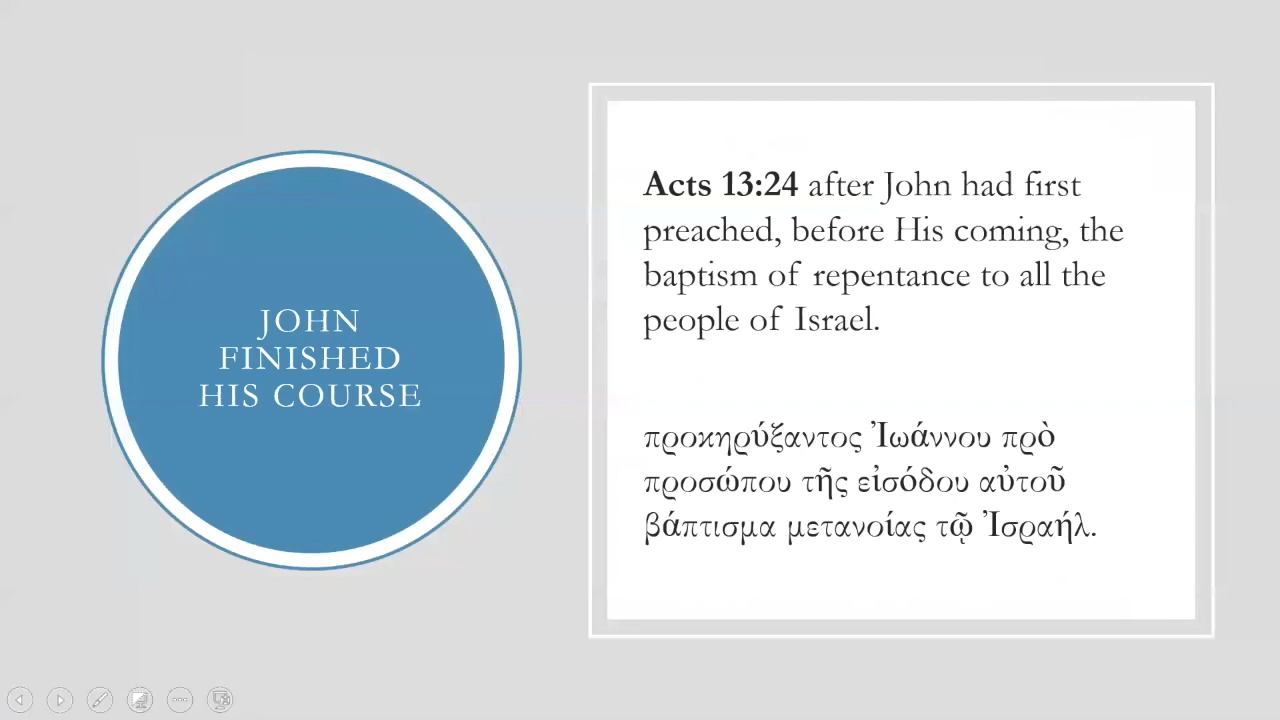 JOHN
FINISHED
HIS COURSE
Acts 13:24 after John had first
preached, before His coming, the
baptism of repentance to all the
people of Israel.
προκηρύξαντος Ἰωάννου πρὸ
προσώπου τῆς εἰσόδου αὐτοῦ
βάπτισμα μετανοίας τῷ Ἰσραήλ.